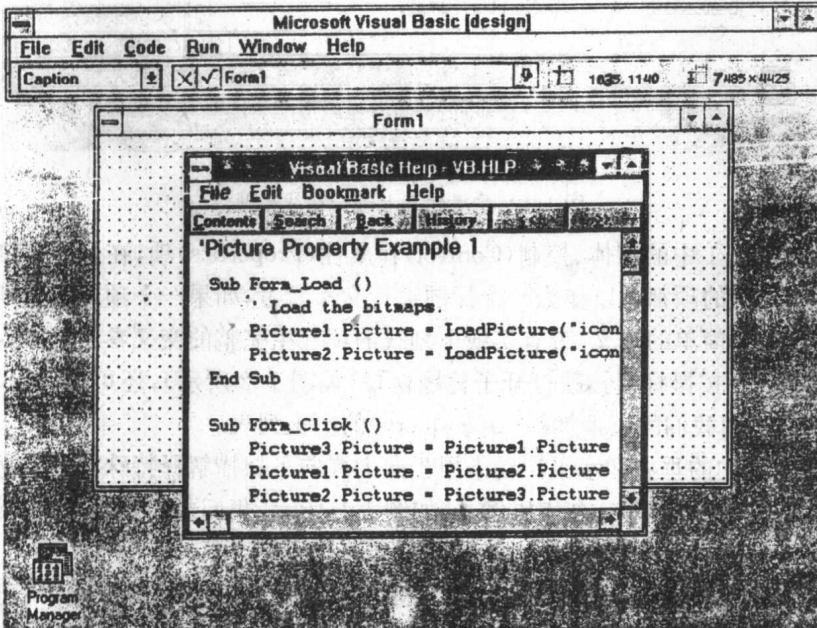 Microsoft Visual Basic [design]
File Edit Code Run Window Help
Caption Form1 1035.1140 7485×4425
Form1
Visual Basic Help - VB.HLP
File Edit Bookmark Help
Contents Search Back History
'Picture Property Example 1
Sub Form_Load ()
' Load the bitmaps.
Picture1.Picture = LoadPicture("icon
Picture2.Picture = LoadPicture("icon
End Sub
Sub Form_Click ()
Picture3.Picture = Picture1.Picture
Picture1.Picture = Picture2.Picture
Picture2.Picture = Picture3.Picture
Program
Manager